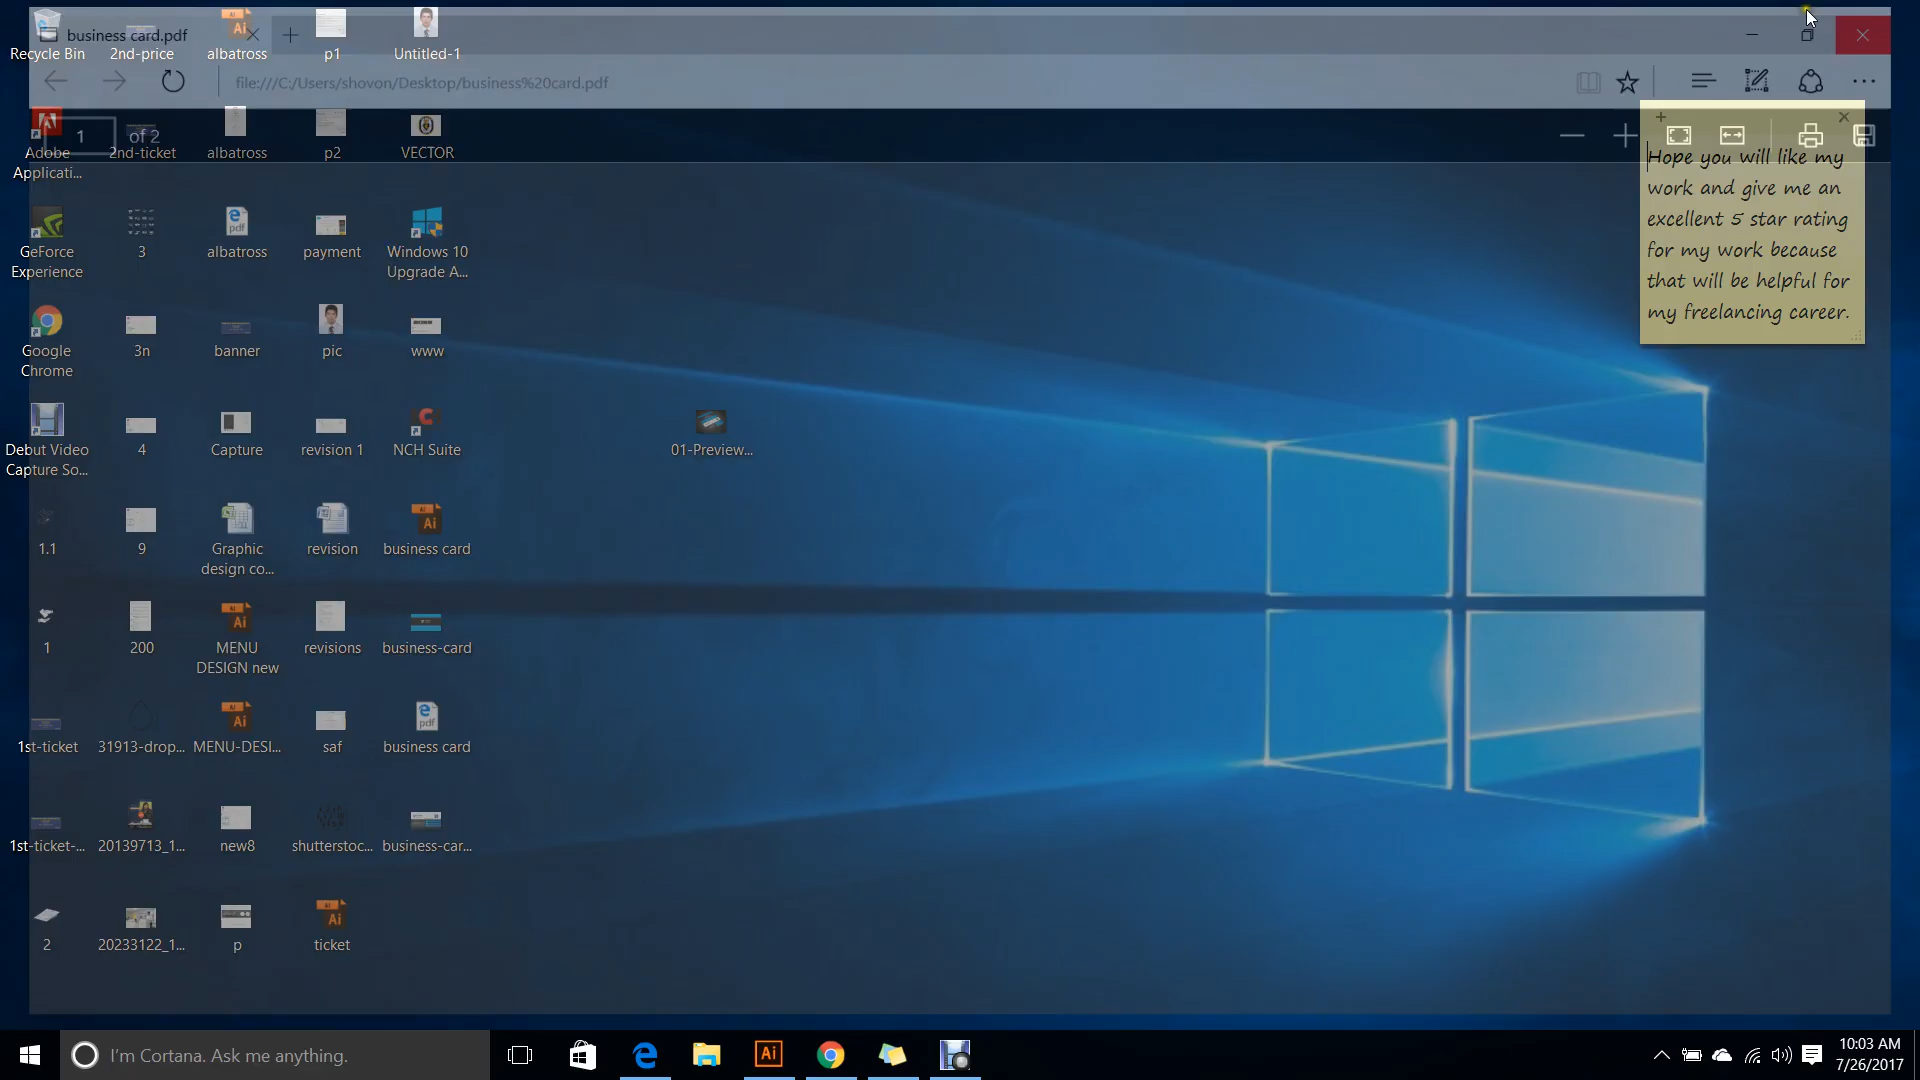 business card.pdf
file:///C:/Users/shovon/Desktop/business%20card.pdf
1 of 2
Recycle Bin
2nd-price
albatross
p1
Untitled-1
Adobe
Applicati...
2nd-ticket
albatross
p2
VECTOR
GeForce
Experience
3
albatross
payment
Windows 10
Upgrade A...
Google
Chrome
3n
banner
pic
www
Debut Video
Capture So...
4
Capture
revision 1
NCH Suite
01-Preview...
1.1
9
Graphic
design co...
revision
business card
1
200
MENU
DESIGN new
revisions
business-card
1st-ticket
31913-drop...
MENU-DESI...
saf
business card
1st-ticket-...
20139713_1...
new8
shutterstoc...
business-car...
2
20233122_1...
p
ticket
Hope you will like my
work and give me an
excellent 5 star rating
for my work because
that will be helpful for
my freelancing career.
I'm Cortana. Ask me anything.
10:03 AM
7/26/2017